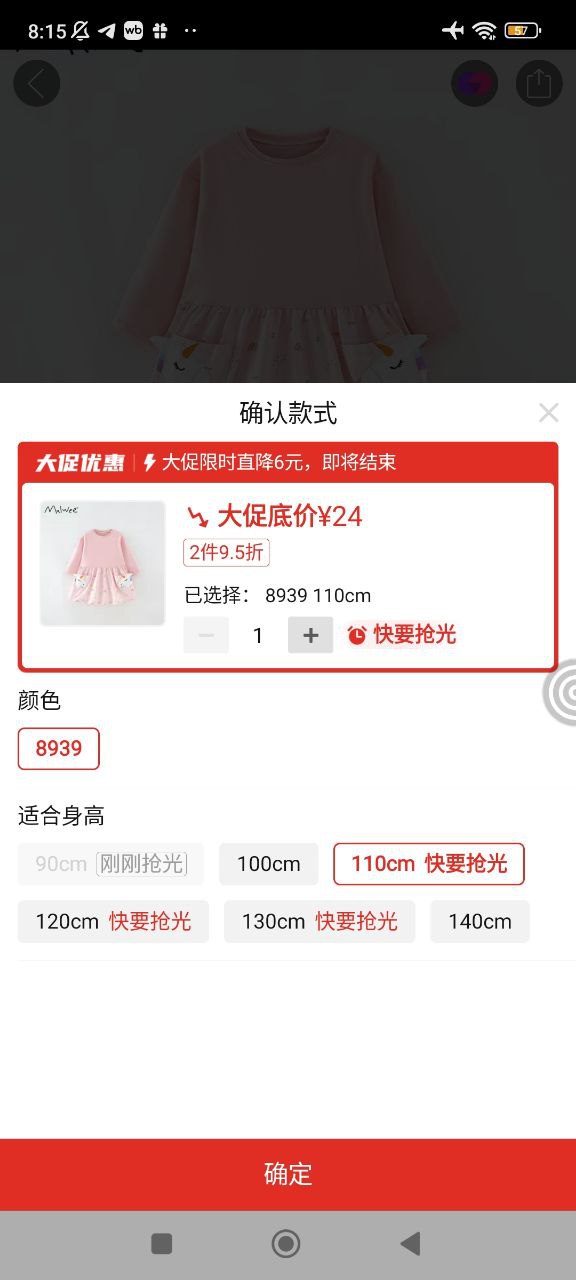 8:15
57
确认款式
大促优惠 大促限时直降6元，即将结束
Malwee
大促底价¥24
2件9.5折
已选择： 8939 110cm
1 快要抢光
颜色
8939
适合身高
90cm 刚刚抢光 100cm 110cm 快要抢光
120cm 快要抢光 130cm 快要抢光 140cm
确定